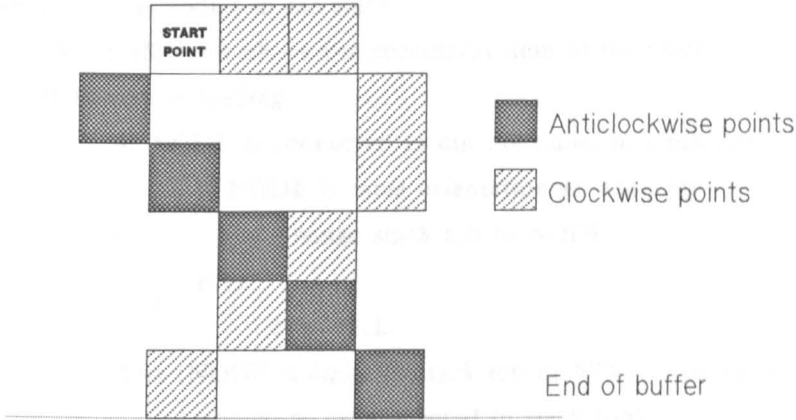 START
POINT
Anticlockwise points
Clockwise points
End of buffer